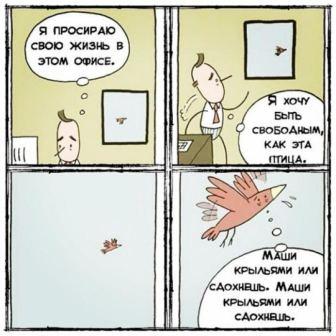 Я ПРОСИРАЮ
СВОЮ ЖИЗНЬ В
ЭТОМ ОФИСЕ.
Я ХОЧУ
БЫТЬ
СВОБОДНЫМ,
КАК ЭТА
ПТИЦА.
МАШИ
КРЫЛЬЯМИ ИЛИ
СДОХНЕШЬ. МАШИ
КРЫЛЬЯМИ ИЛИ
СДОХНЕШЬ.